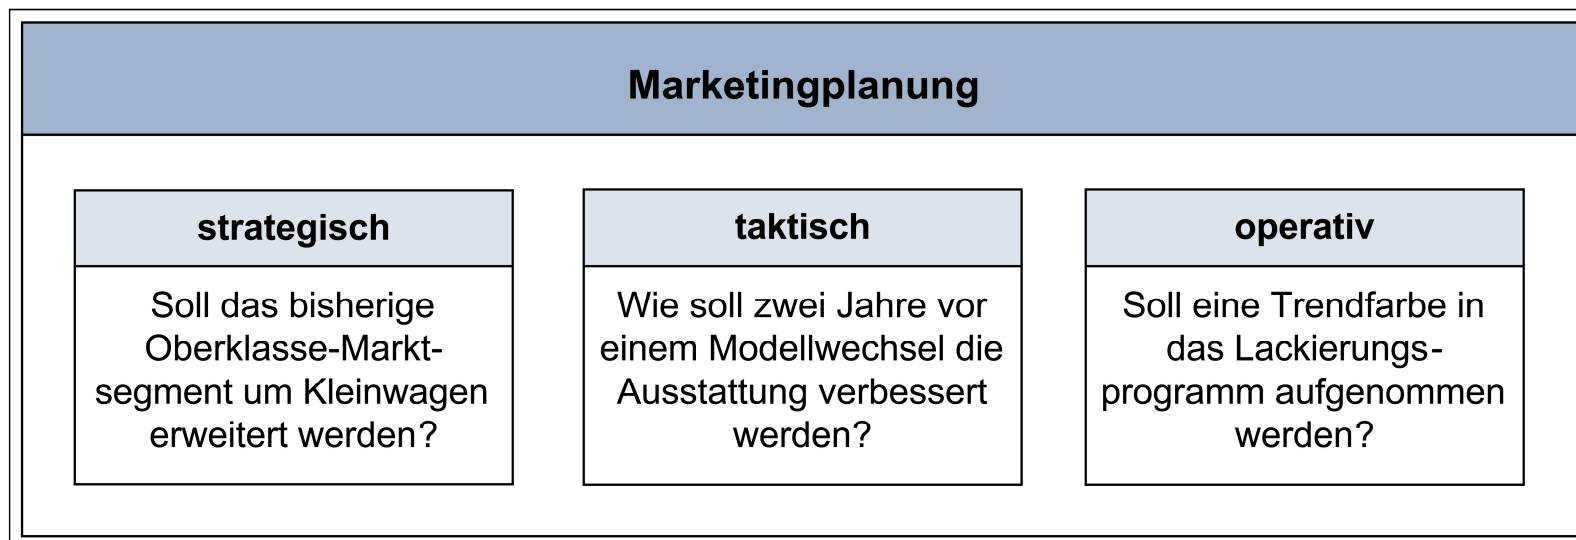 Marketingplanung
strategisch
Soll das bisherige
Oberklasse-Markt-
segment um Kleinwagen
erweitert werden?
taktisch
Wie soll zwei Jahre vor
einem Modellwechsel die
Ausstattung verbessert
werden?
operativ
Soll eine Trendfarbe in
das Lackierungs-
programm aufgenommen
werden?